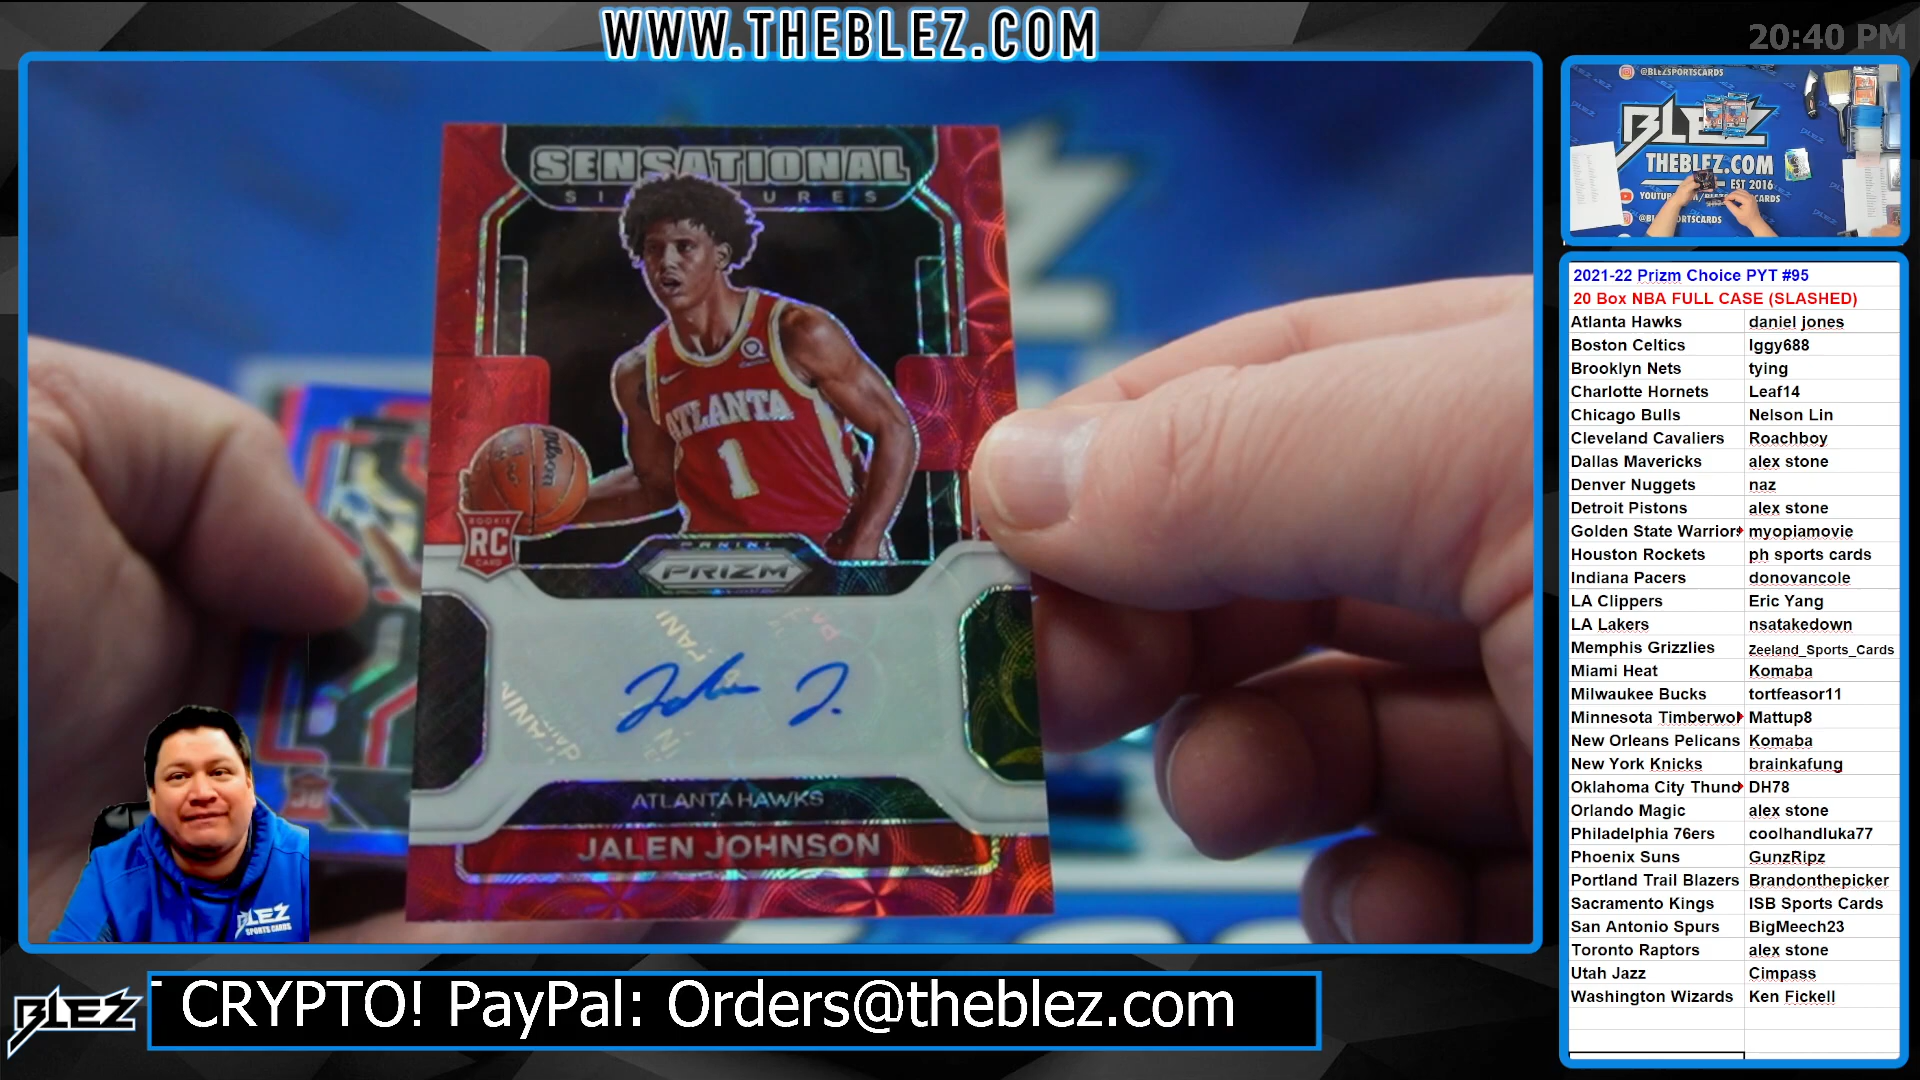 WWW.THEBLEZ.COM
20:40 PM
SENSATIONAL
ATLANTA
1
Wilson
ROOKIE
RC
CARD
PANINI
PRIZM
ATLANTA HAWKS
JALEN JOHNSON
BLEZ
SPORTS CARDS
BLEZ
CRYPTO! PayPal: Orders@theblez.com
@BLEZSPORTSCARDS
BLEZ
THEBLEZ.COM
EST 2016
2021-22 Prizm Choice PYT #95
20 Box NBA FULL CASE (SLASHED)
Atlanta Hawks daniel jones
Boston Celtics Iggy688
Brooklyn Nets tying
Charlotte Hornets Leaf14
Chicago Bulls Nelson Lin
Cleveland Cavaliers Roachboy
Dallas Mavericks alex stone
Denver Nuggets naz
Detroit Pistons alex stone
Golden State Warriors myopiamovie
Houston Rockets ph sports cards
Indiana Pacers donovancole
LA Clippers Eric Yang
LA Lakers nsatakedown
Memphis Grizzlies Zeeland_Sports_Cards
Miami Heat Komaba
Milwaukee Bucks tortfeasor11
Minnesota Timberwol Mattup8
New Orleans Pelicans Komaba
New York Knicks brainkafung
Oklahoma City Thund DH78
Orlando Magic alex stone
Philadelphia 76ers coolhandluka77
Phoenix Suns GunzRipz
Portland Trail Blazers Brandonthepicker
Sacramento Kings ISB Sports Cards
San Antonio Spurs BigMeech23
Toronto Raptors alex stone
Utah Jazz Cimpass
Washington Wizards Ken Fickell